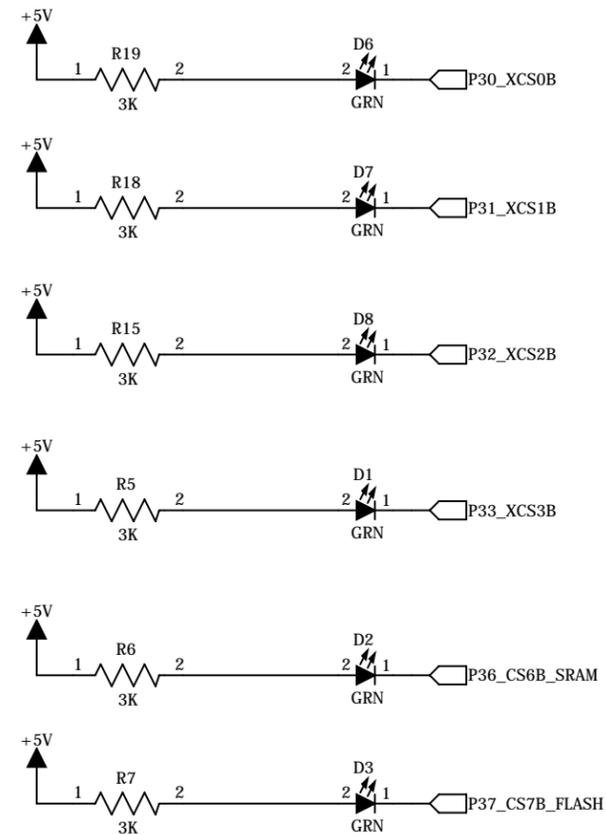 +5V
D6
R19
1 2 2 1 P30_XCS0B
3K GRN
+5V
D7
R18
1 2 2 1 P31_XCS1B
3K GRN
+5V
D8
R15
1 2 2 1 P32_XCS2B
3K GRN
+5V
D1
R5
1 2 2 1 P33_XCS3B
3K GRN
+5V
D2
R6
1 2 2 1 P36_CS6B_SRAM
3K GRN
+5V
D3
R7
1 2 2 1 P37_CS7B_FLASH
3K GRN